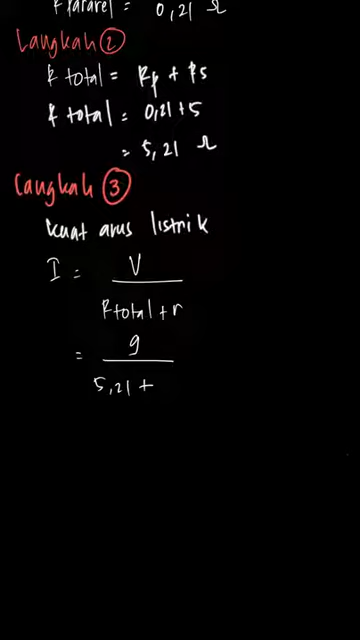 R pararel = 0,21 Ω
Langkah 2
R total = Rp + Rs
R total = 0,21 + 5
= 5,21 Ω
Langkah 3
kuat arus listrik
I = V
R total + r
= 9
5,21 +